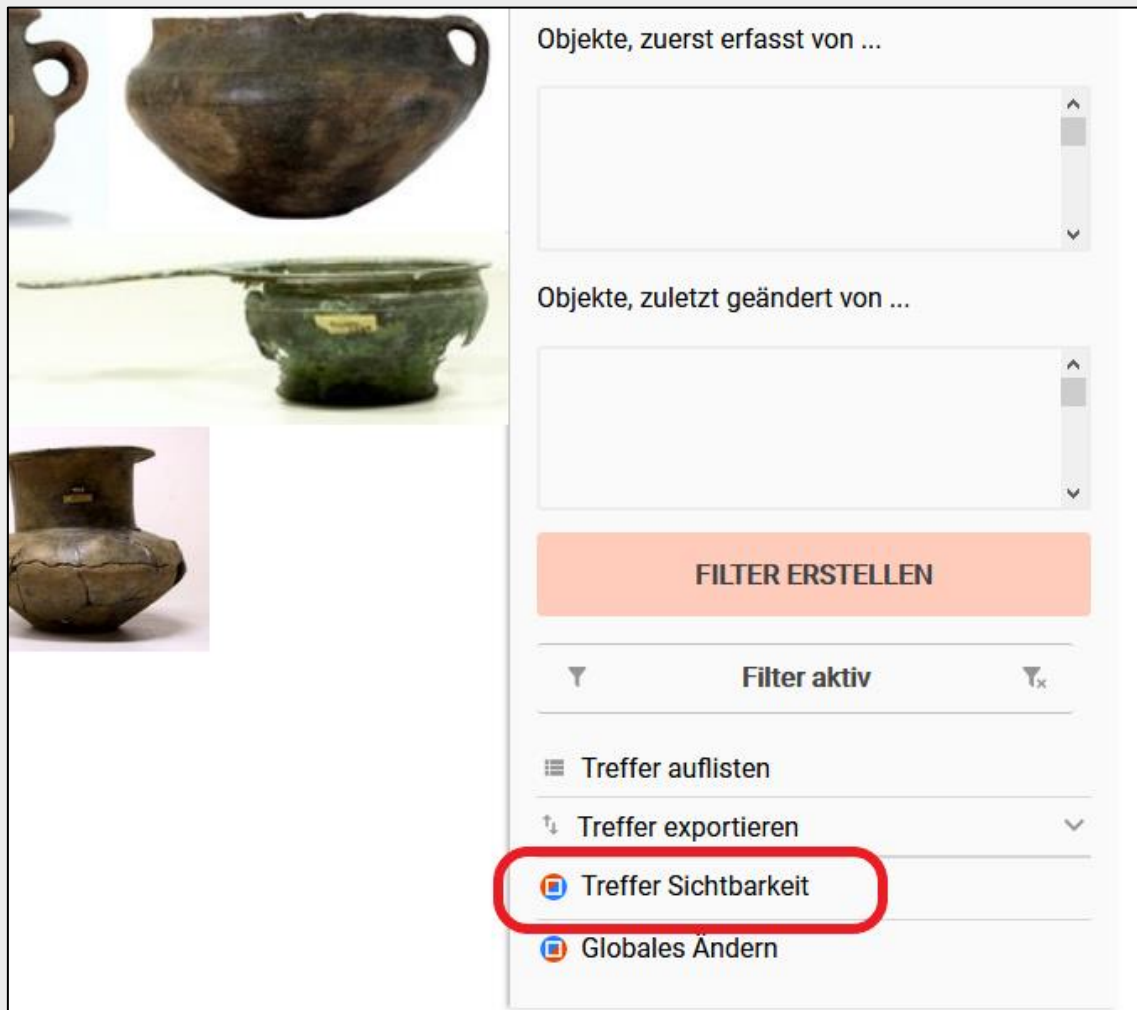 Objekte, zuerst erfasst von ...
Objekte, zuletzt geändert von ...
FILTER ERSTELLEN
Filter aktiv
Treffer auflisten
Treffer exportieren
Treffer Sichtbarkeit
Globales Ändern